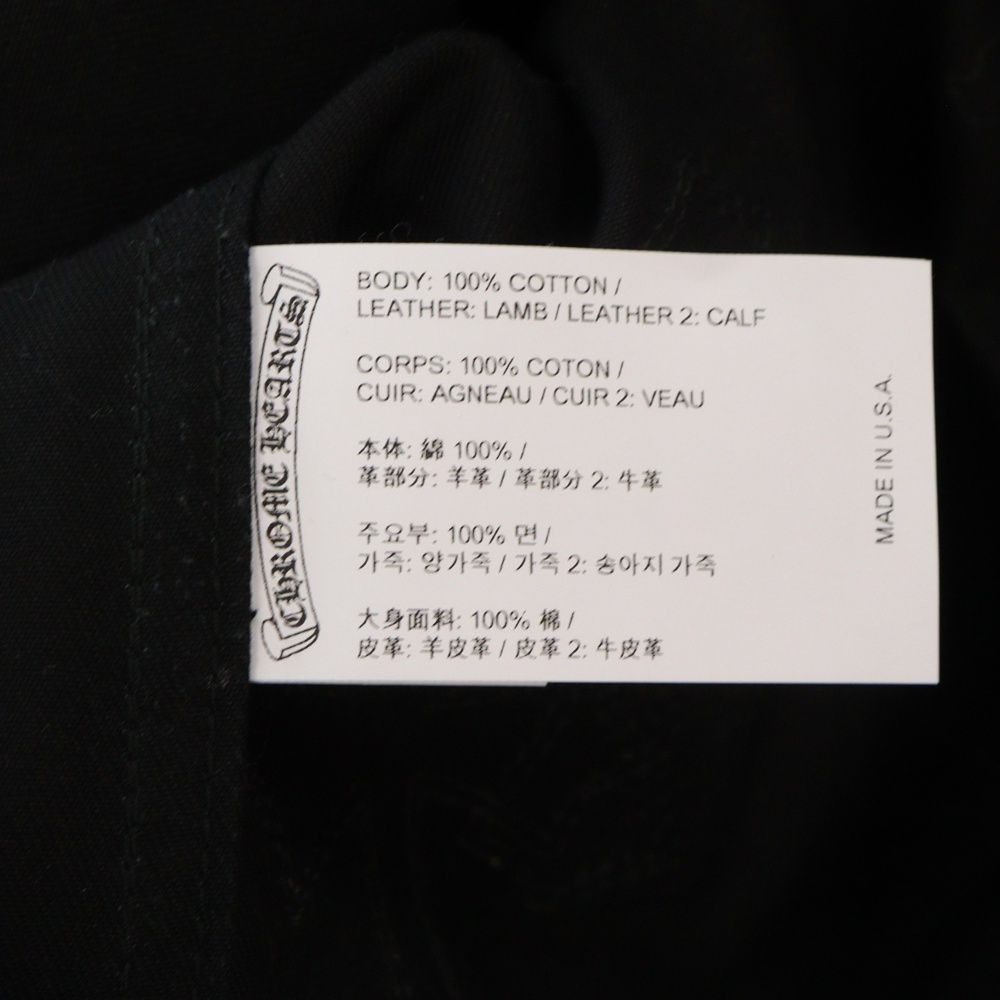 CHROME HEARTS
BODY: 100% COTTON /
LEATHER: LAMB / LEATHER 2: CALF
CORPS: 100% COTON /
CUIR: AGNEAU / CUIR 2: VEAU
本体: 綿 100% /
革部分: 羊革 / 革部分 2: 牛革
주요부: 100% 면 /
가죽: 양가죽 / 가죽 2: 송아지 가죽
大身面料: 100% 棉 /
皮革: 羊皮革 / 皮革 2: 牛皮革
MADE IN U.S.A.